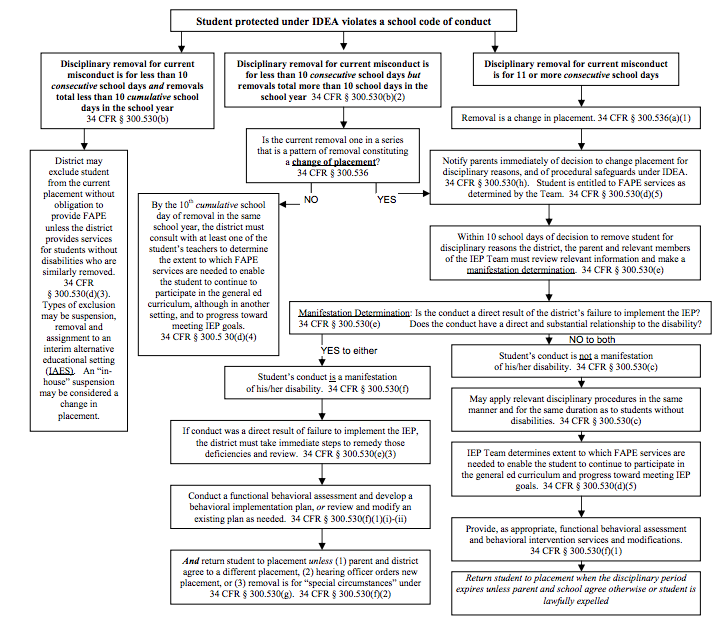 Student protected under IDEA violates a school code of conduct
Disciplinary removal for current
misconduct is for less than 10
consecutive school days and removals
total less than 10 cumulative school
days in the school year
34 CFR § 300.530(b)
Disciplinary removal for current misconduct is
for less than 10 consecutive school days but
removals total more than 10 school days in the
school year 34 CFR § 300.530(b)(2)
Disciplinary removal for current misconduct
is for 11 or more consecutive school days
Removal is a change in placement. 34 CFR § 300.536(a)(1)
Is the current removal one in a series
that is a pattern of removal constituting
a change of placement?
34 CFR § 300.536
NO
YES
District may
exclude student
from the current
placement without
obligation to
provide FAPE
unless the district
provides services
for students without
disabilities who are
similarly removed.
34 CFR
§ 300.530(d)(3).
Types of exclusion
may be suspension,
removal and
assignment to an
interim alternative
educational setting
(IAES). An “in-
house” suspension
may be considered a
change in
placement.
By the 10th cumulative school
day of removal in the same
school year, the district must
consult with at least one of the
student’s teachers to determine
the extent to which FAPE
services are needed to enable
the student to continue to
participate in the general ed
curriculum, although in another
setting, and to progress toward
meeting IEP goals.
34 CFR § 300.5 30(d)(4)
Notify parents immediately of decision to change placement for
disciplinary reasons, and of procedural safeguards under IDEA.
34 CFR § 300.530(h). Student is entitled to FAPE services as
determined by the Team. 34 CFR § 300.530(d)(5)
Within 10 school days of decision to remove student for
disciplinary reasons the district, the parent and relevant members
of the IEP Team must review relevant information and make a
manifestation determination. 34 CFR § 300.530(e)
Manifestation Determination: Is the conduct a direct result of the district’s failure to implement the IEP?
34 CFR § 300.530(e) Does the conduct have a direct and substantial relationship to the disability?
YES to either
NO to both
Student’s conduct is a manifestation
of his/her disability. 34 CFR § 300.530(f)
If conduct was a direct result of failure to implement the IEP,
the district must take immediate steps to remedy those
deficiencies and review. 34 CFR § 300.530(e)(3)
Conduct a functional behavioral assessment and develop a
behavioral implementation plan, or review and modify an
existing plan as needed. 34 CFR § 300.530(f)(1)(i)-(ii)
And return student to placement unless (1) parent and district
agree to a different placement, (2) hearing officer orders new
placement, or (3) removal is for “special circumstances” under
34 CFR § 300.530(g). 34 CFR § 300.530(f)(2)
Student’s conduct is not a manifestation
of his/her disability. 34 CFR § 300.530(c)
May apply relevant disciplinary procedures in the same
manner and for the same duration as to students without
disabilities. 34 CFR § 300.530(c)
IEP Team determines extent to which FAPE services are
needed to enable the student to continue to participate in
the general ed curriculum and progress toward meeting IEP
goals. 34 CFR § 300.530(d)(5)
Provide, as appropriate, functional behavioral assessment
and behavioral intervention services and modifications.
34 CFR § 300.530(f)(1)
Return student to placement when the disciplinary period
expires unless parent and school agree otherwise or student is
lawfully expelled